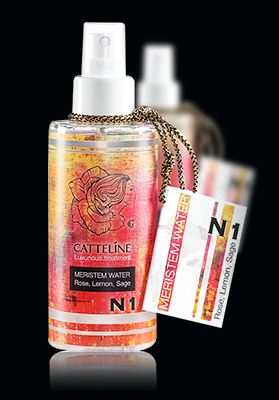 CATTELINE
Luxurious treatment
MERISTEM WATER
Rose, Lemon, Sage
N1
MERISTEM WATER
N1
Rose, Lemon, Sage